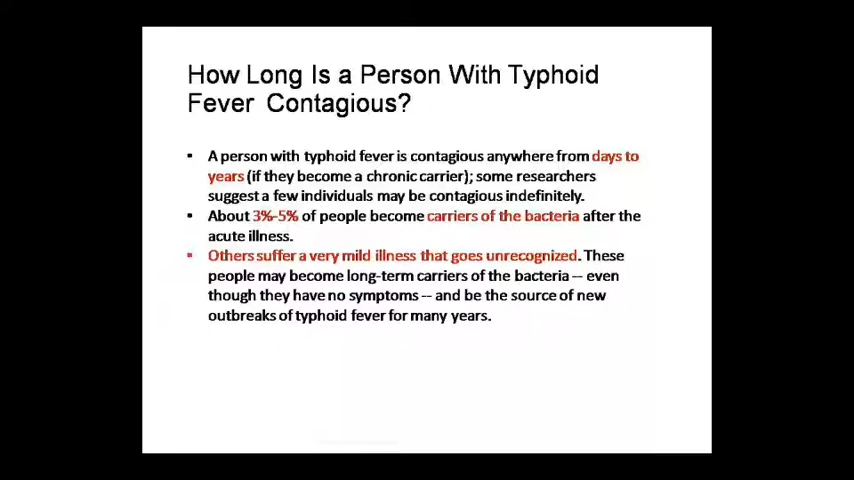 How Long Is a Person With Typhoid
Fever Contagious?
▪ A person with typhoid fever is contagious anywhere from days to
years (if they become a chronic carrier); some researchers
suggest a few individuals may be contagious indefinitely.
▪ About 3%-5% of people become carriers of the bacteria after the
acute illness.
▪ Others suffer a very mild illness that goes unrecognized. These
people may become long-term carriers of the bacteria -- even
though they have no symptoms -- and be the source of new
outbreaks of typhoid fever for many years.